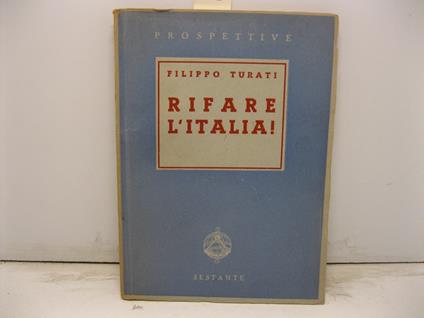 PROSPETTIVE
FILIPPO TURATI
RIFARE
L'ITALIA!
SESTANTE